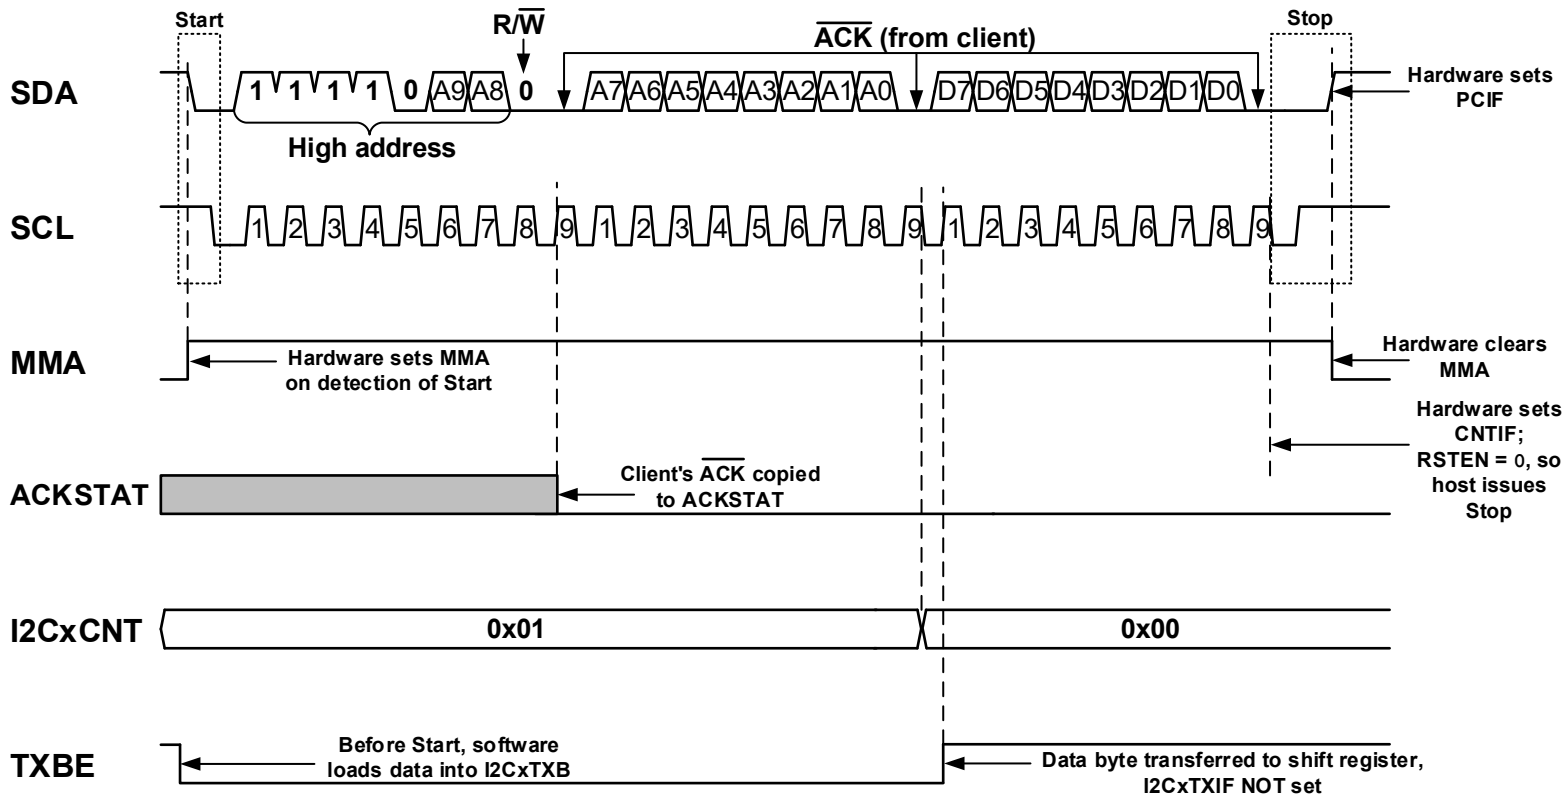 Start
R/W
ACK (from client)
Stop
SDA
1 1 1 1 0 A9 A8 0 A7 A6 A5 A4 A3 A2 A1 A0 D7 D6 D5 D4 D3 D2 D1 D0
Hardware sets
PCIF
High address
SCL
1 2 3 4 5 6 7 8 9 1 2 3 4 5 6 7 8 9 1 2 3 4 5 6 7 8 9
MMA
Hardware sets MMA
on detection of Start
Hardware clears
MMA
Hardware sets
CNTIF;
RSTEN = 0, so
host issues
Stop
ACKSTAT
Client's ACK copied
to ACKSTAT
I2CxCNT
0x01
0x00
TXBE
Before Start, software
loads data into I2CxTXB
Data byte transferred to shift register,
I2CxTXIF NOT set